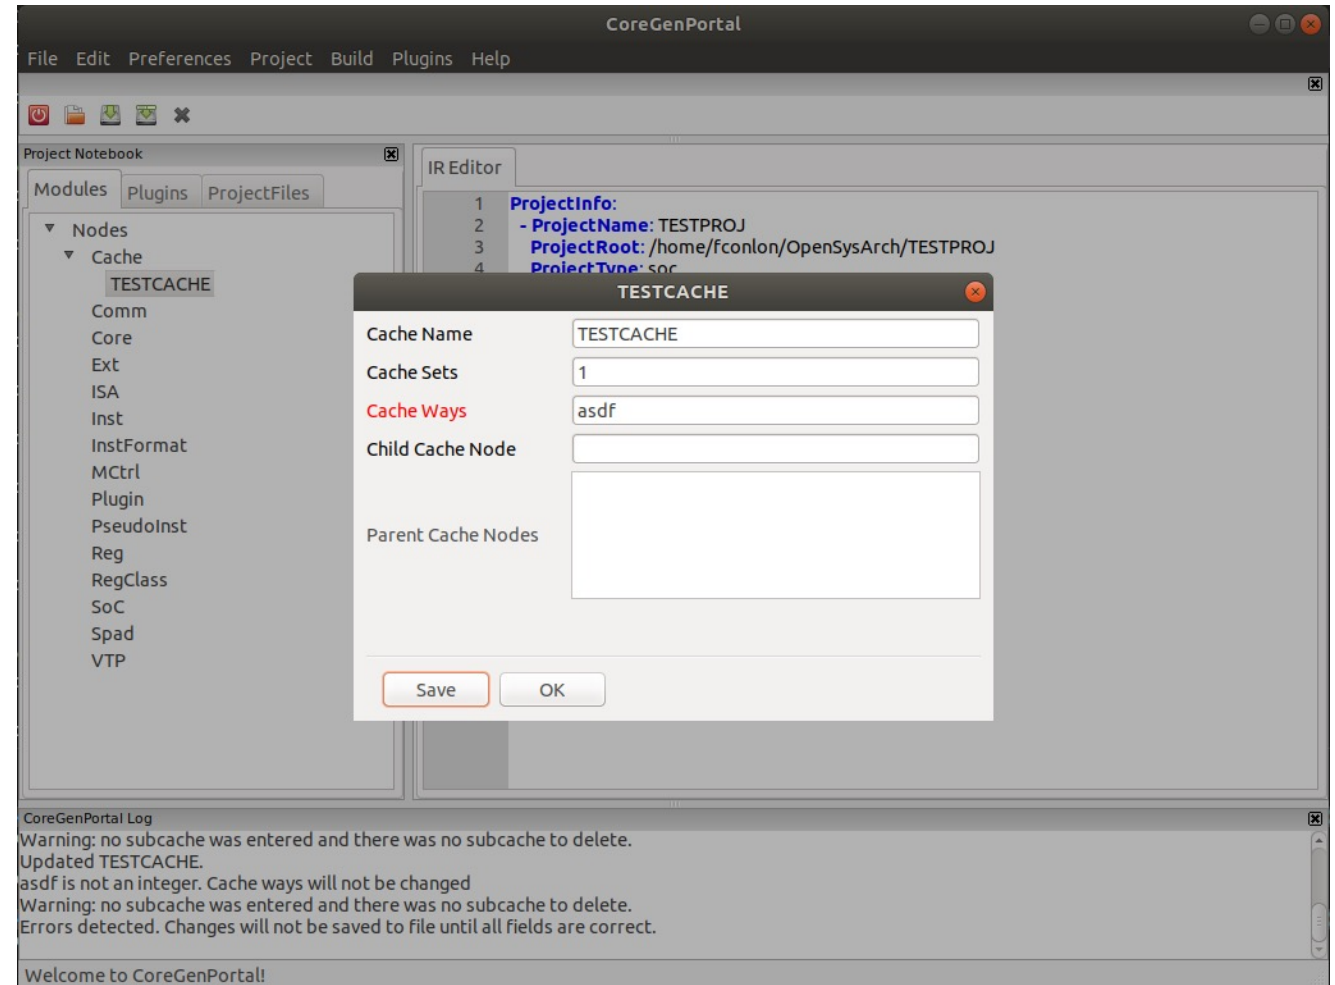 CoreGenPortal
File Edit Preferences Project Build Plugins Help
Project Notebook
Modules Plugins ProjectFiles
Nodes
Cache
TESTCACHE
Comm
Core
Ext
ISA
Inst
InstFormat
MCtrl
Plugin
PseudoInst
Reg
RegClass
SoC
Spad
VTP
IR Editor
1 ProjectInfo:
2 - ProjectName: TESTPROJ
3 ProjectRoot: /home/fconlon/OpenSysArch/TESTPROJ
4 ProjectType: soc
TESTCACHE
Cache Name TESTCACHE
Cache Sets 1
Cache Ways asdf
Child Cache Node
Parent Cache Nodes
Save OK
CoreGenPortal Log
Warning: no subcache was entered and there was no subcache to delete.
Updated TESTCACHE.
asdf is not an integer. Cache ways will not be changed
Warning: no subcache was entered and there was no subcache to delete.
Errors detected. Changes will not be saved to file until all fields are correct.
Welcome to CoreGenPortal!